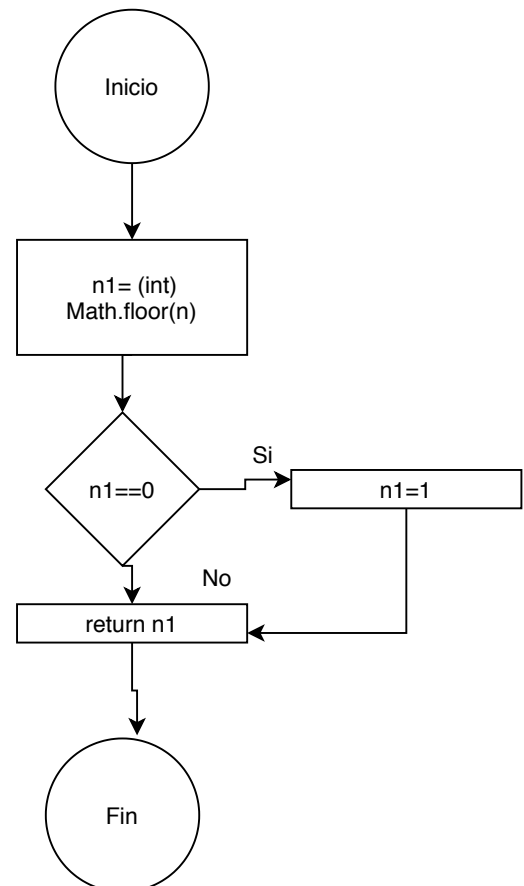 Inicio
n1= (int)
Math.floor(n)
Si
n1==0
n1=1
No
return n1
Fin